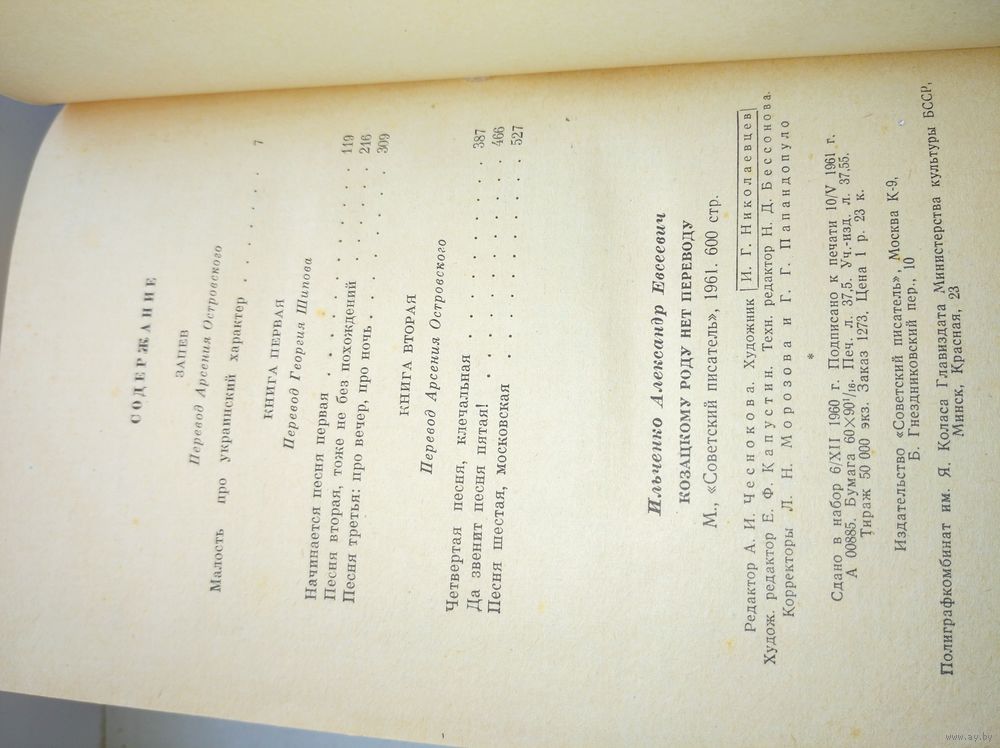 СОДЕРЖАНИЕ
ЗАПЕВ
Перевод Арсения Островского
Малость про украинский характер . . . . . . 7
КНИГА ПЕРВАЯ
Перевод Георгия Шипова
Начинается песня первая . . . . . . . . . 119
Песня вторая, тоже не без похождений . . . . . . 216
Песня третья: про вечер, про ночь . . . . . . . 309
КНИГА ВТОРАЯ
Перевод Арсения Островского
Четвертая песня, клечальная . . . . . . . . 387
Да звенит песня пятая! . . . . . . . . . 466
Песня шестая, московская . . . . . . . . 527
Ильченко Александр Евсеевич
КОЗАЦКОМУ РОДУ НЕТ ПЕРЕВОДУ
М., «Советский писатель», 1961. 600 стр.
Редактор А. И. Чеснокова. Художник И. Г. Николаевцев
Худож. редактор Е. Ф. Капустин. Техн. редактор Н. Д. Бессонова.
Корректоры Л. Н. Морозова и Г. Г. Папандопуло
*
Сдано в набор 6/XII 1960 г. Подписано к печати 10/V 1961 г.
А 00885. Бумага 60×90¹/₁₆. Печ. л. 37,5. Уч.-изд. л. 37,55.
Тираж 50 000 экз. Заказ 1273, Цена 1 р. 23 к.
Издательство «Советский писатель», Москва К-9,
Б. Гнездниковский пер., 10
Полиграфкомбинат им. Я. Коласа Главиздата Министерства культуры БССР,
Минск, Красная, 23
www.ay.by